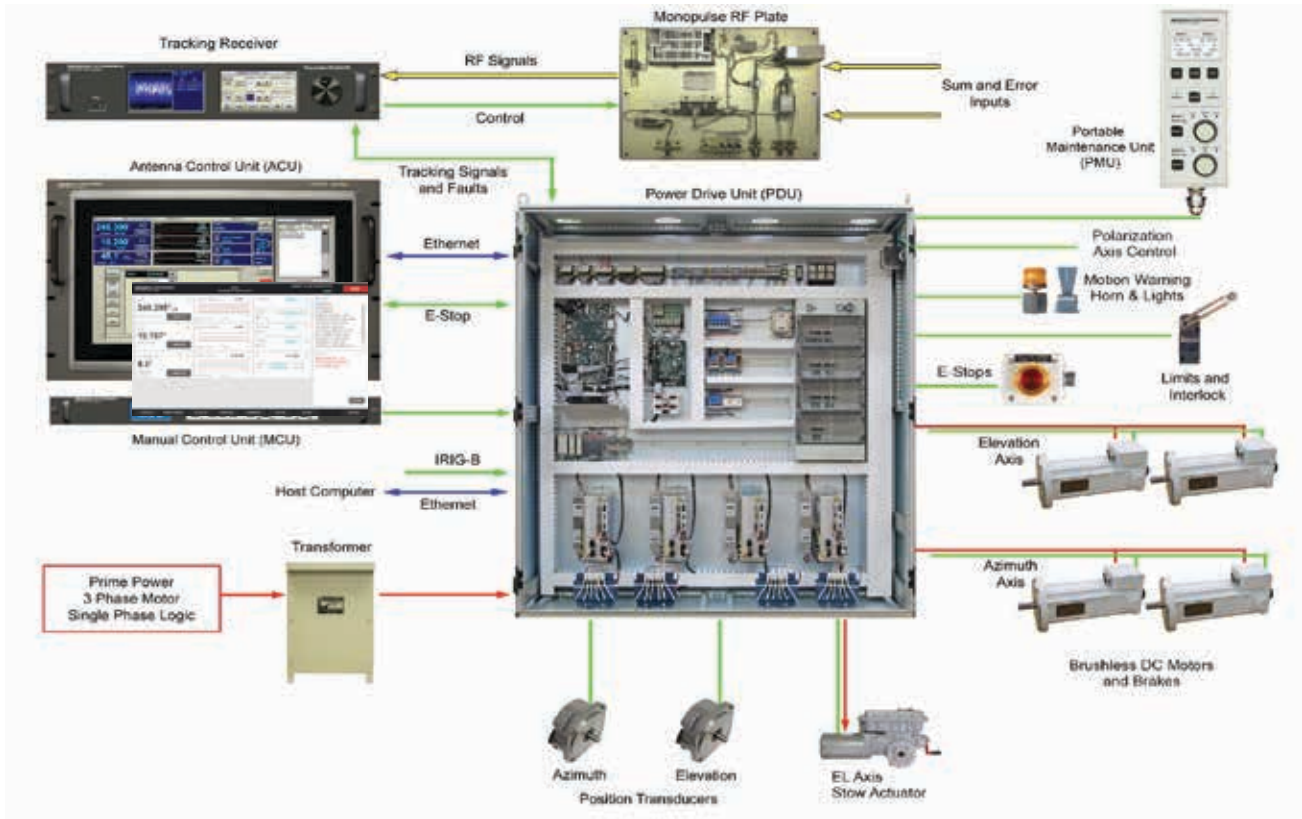 Monopulse RF Plate
Tracking Receiver
RF Signals
Control
Sum and Error
Inputs
Portable
Maintenance Unit
(PMU)
Antenna Control Unit (ACU)
Tracking Signals
and Faults
Power Drive Unit (PDU)
Ethernet
E-Stop
Polarization
Axis Control
Motion Warning
Horn & Lights
E-Stops
Limits and
Interlock
Manual Control Unit (MCU)
IRIG-B
Host Computer
Ethernet
Elevation
Axis
Transformer
Prime Power
3 Phase Motor
Single Phase Logic
Azimuth
Axis
Brushless DC Motors
and Brakes
Azimuth
Elevation
Position Transducers
EL Axis
Stow Actuator